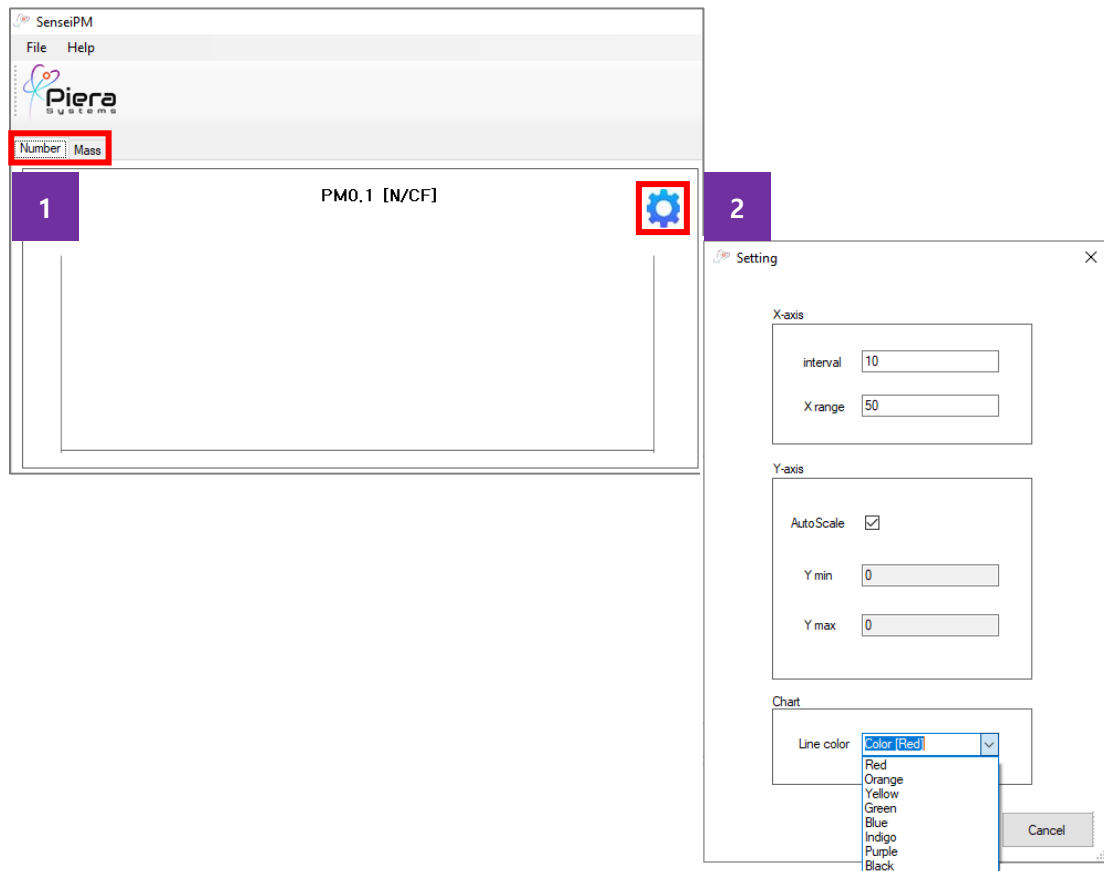 SenseiPM
File Help
Piera
Systems
Number Mass
1
PM0.1 [N/CF]
2
Setting
X-axis
interval 10
X range 50
Y-axis
AutoScale
Y min 0
Y max 0
Chart
Line color Color [Red]
Red
Orange
Yellow
Green
Blue
Indigo
Purple
Black
Cancel